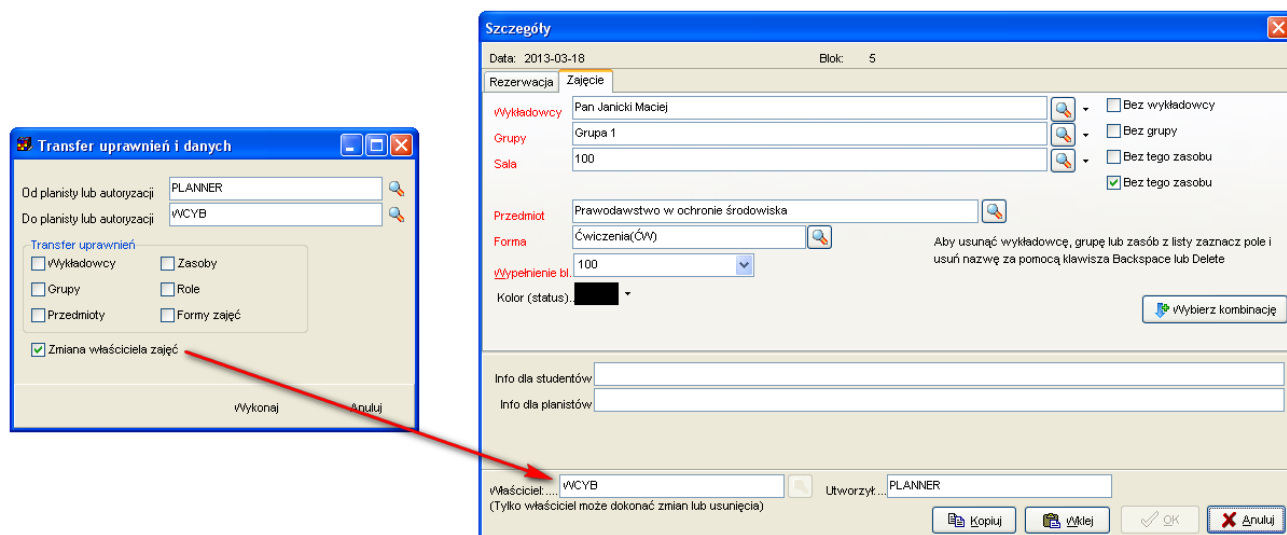 Transfer uprawnień i danych
Od planisty lub autoryzacji PLANNER
Do planisty lub autoryzacji WCYB
Transfer uprawnień
Wykładowcy Zasoby
Grupy Role
Przedmioty Formy zajęć
Zmiana właściciela zajęć
Wykonaj Anuluj
Szczegóły
Data: 2013-03-18 Blok: 5
Rezerwacja Zajęcie
Wykładowcy Pan Janicki Maciej Bez wykładowcy
Grupy Grupa 1 Bez grupy
Sala 100 Bez tego zasobu
Bez tego zasobu
Przedmiot Prawodawstwo w ochronie środowiska
Forma Ćwiczenia(ĆW)
Aby usunąć wykładowcę, grupę lub zasób z listy zaznacz pole i
usuń nazwę za pomocą klawisza Backspace lub Delete
Wypełnienie bl. 100
Kolor (status)..
Wybierz kombinację
Info dla studentów
Info dla planistów
Właściciel:.... WCYB Utworzył:... PLANNER
(Tylko właściciel może dokonać zmian lub usunięcia)
Kopiuj Wklej OK Anuluj